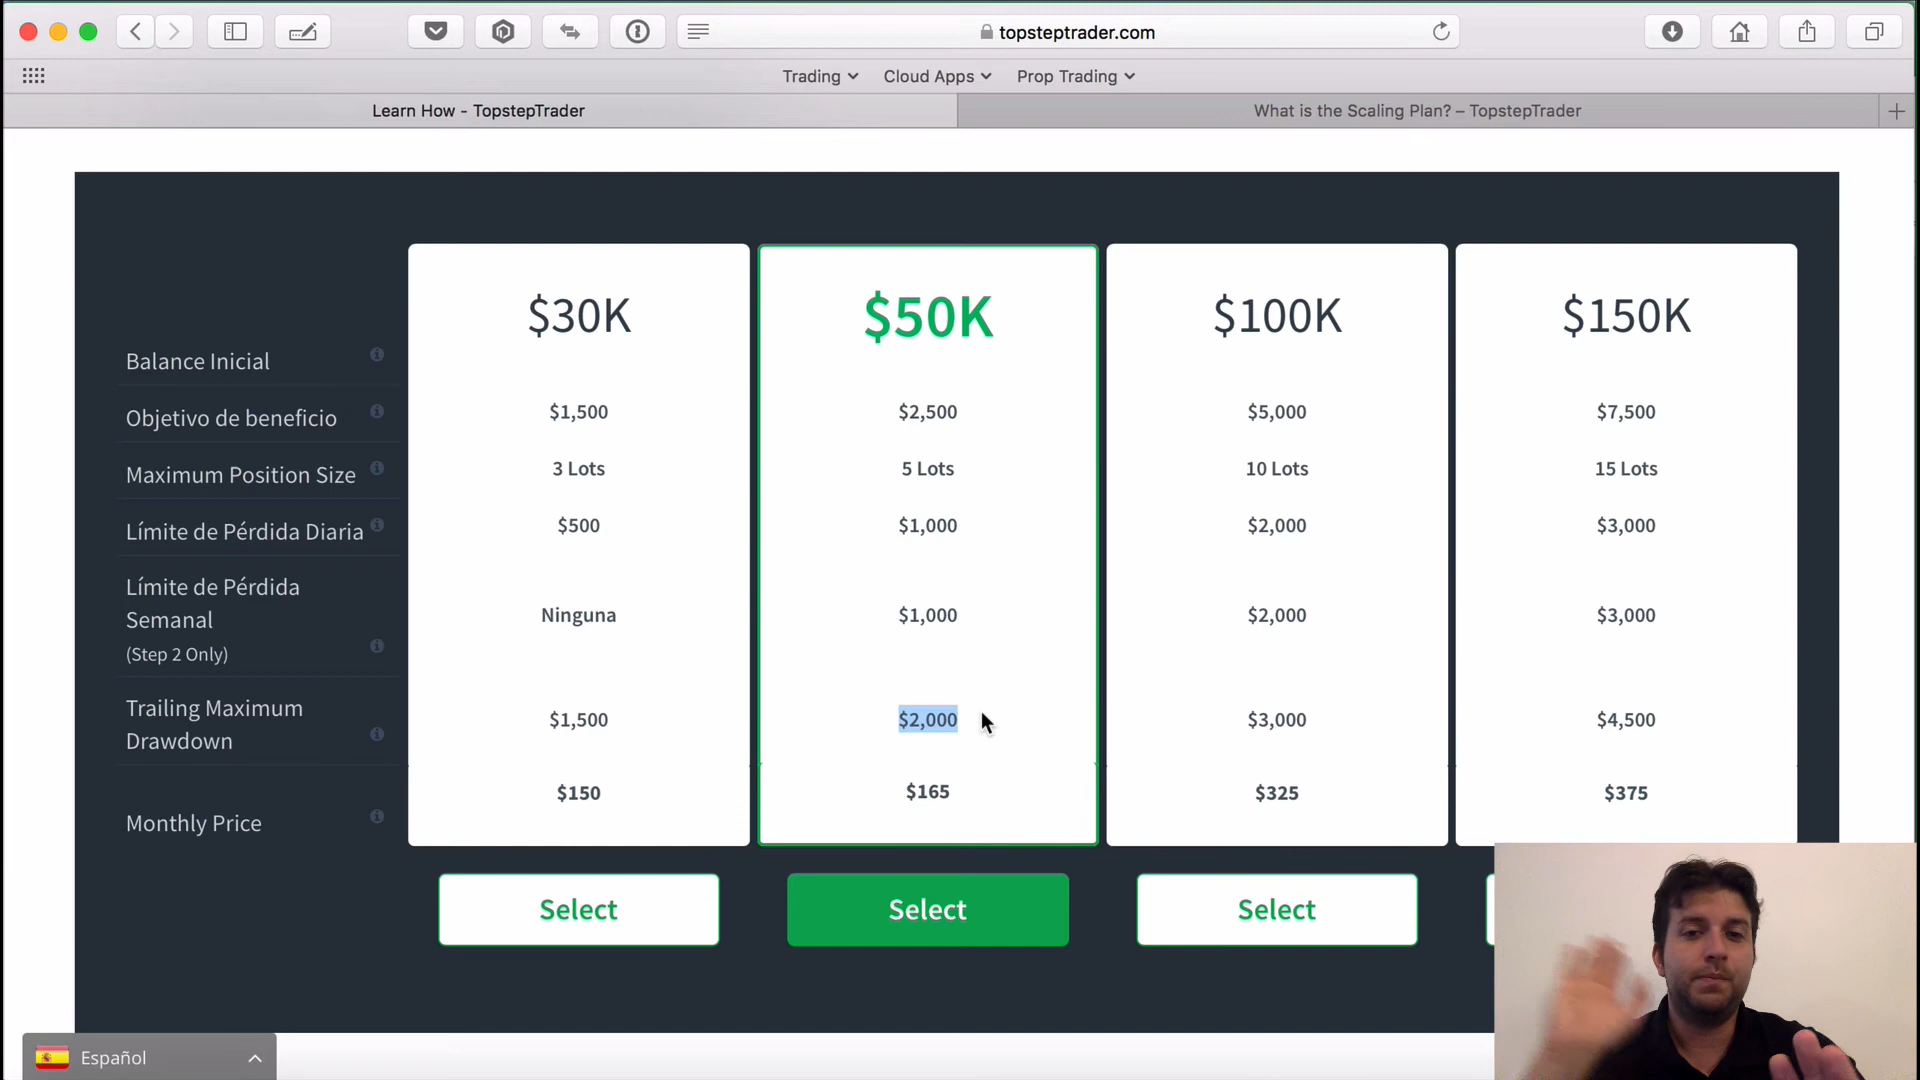 topsteptrader.com
Trading
Cloud Apps
Prop Trading
Learn How - TopstepTrader
What is the Scaling Plan? – TopstepTrader
$30K
$50K
$100K
$150K
Balance Inicial
Objetivo de beneficio
$1,500
$2,500
$5,000
$7,500
Maximum Position Size
3 Lots
5 Lots
10 Lots
15 Lots
Límite de Pérdida Diaria
$500
$1,000
$2,000
$3,000
Límite de Pérdida
Semanal
(Step 2 Only)
Ninguna
$1,000
$2,000
$3,000
Trailing Maximum
Drawdown
$1,500
$2,000
$3,000
$4,500
Monthly Price
$150
$165
$325
$375
Select
Select
Select
Español